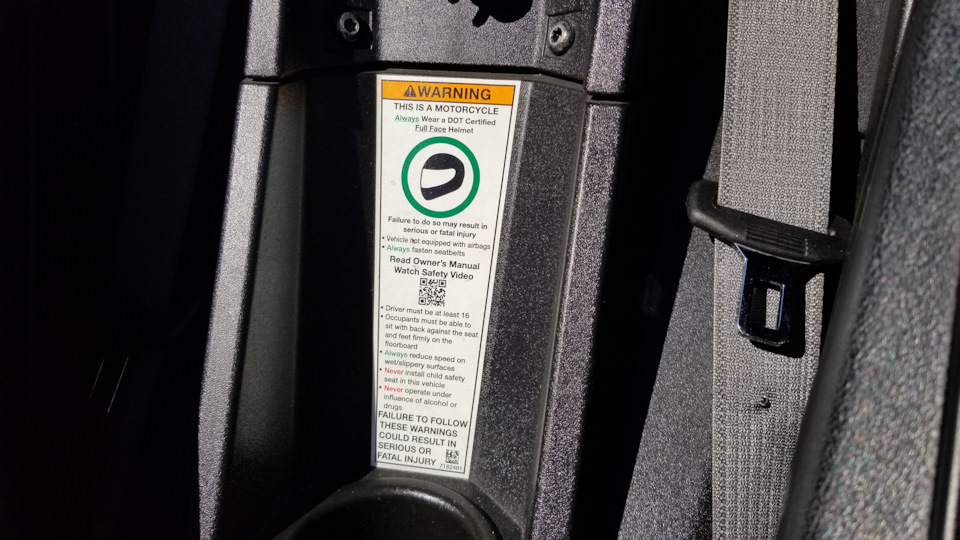 WARNING
THIS IS A MOTORCYCLE
Always Wear a DOT Certified
Full Face Helmet
Failure to do so may result in
serious or fatal injury
• Vehicle not equipped with airbags
• Always fasten seatbelts
Read Owner's Manual
Watch Safety Video
• Driver must be at least 16
• Occupants must be able to
sit with back against the seat
and feet firmly on the
floorboard
• Always reduce speed on
wet/slippery surfaces
• Never install child safety
seat in this vehicle
• Never operate under
influence of alcohol or
drugs
FAILURE TO FOLLOW
THESE WARNINGS
COULD RESULT IN
SERIOUS OR
FATAL INJURY
7182461